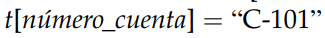 t[número_cuenta] = “C-101”